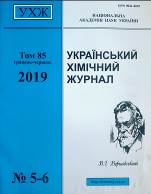 УХЖ
НАЦІОНАЛЬНА
АКАДЕМІЯ НАУК УКРАЇНИ
Том 85
травень-червень
2019
УКРАЇНСЬКИЙ
ХІМІЧНИЙ
ЖУРНАЛ
В.І. Вернадський
№ 5-6